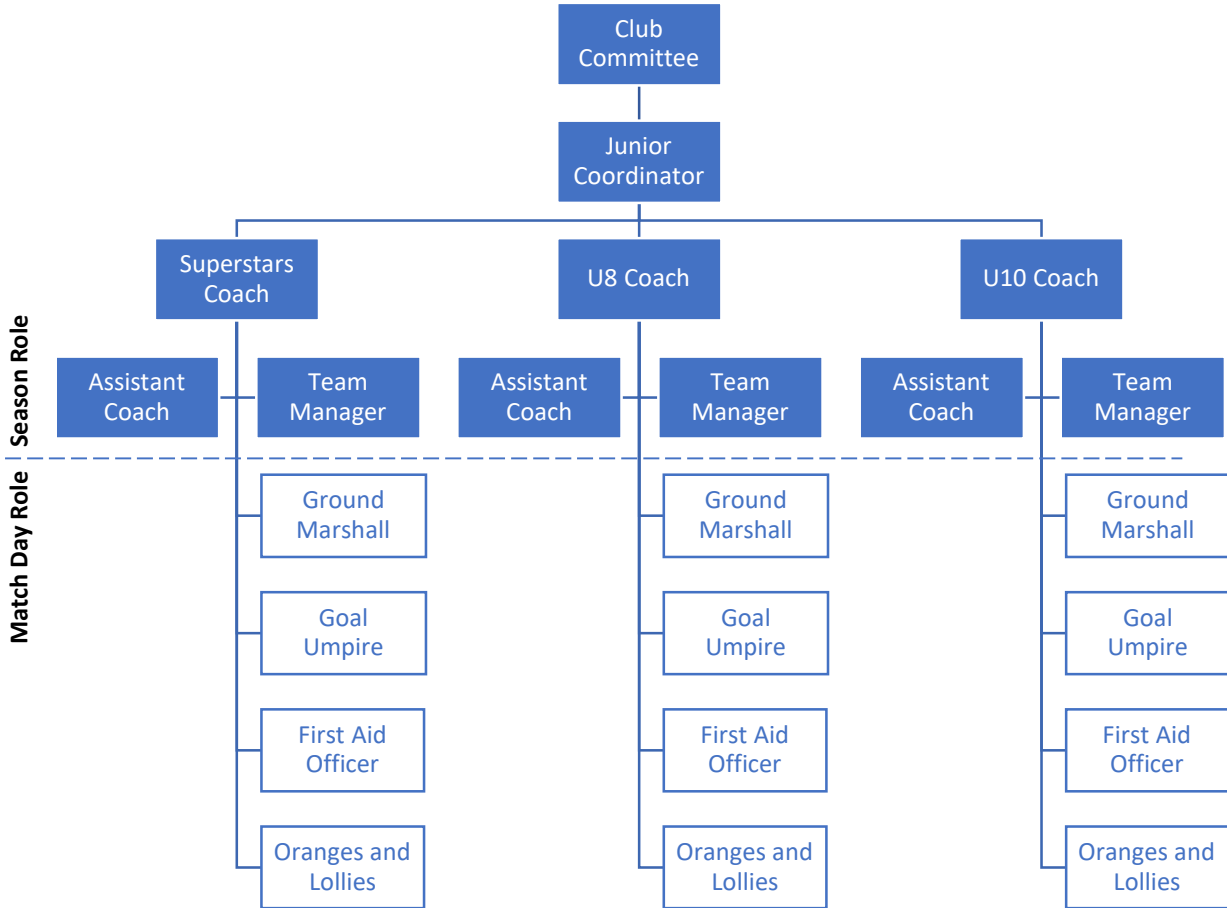 Club
Committee
Junior
Coordinator
Superstars
Coach
U8 Coach
U10 Coach
Season Role
Assistant
Coach
Team
Manager
Assistant
Coach
Team
Manager
Assistant
Coach
Team
Manager
Match Day Role
Ground
Marshall
Ground
Marshall
Ground
Marshall
Goal
Umpire
Goal
Umpire
Goal
Umpire
First Aid
Officer
First Aid
Officer
First Aid
Officer
Oranges and
Lollies
Oranges and
Lollies
Oranges and
Lollies